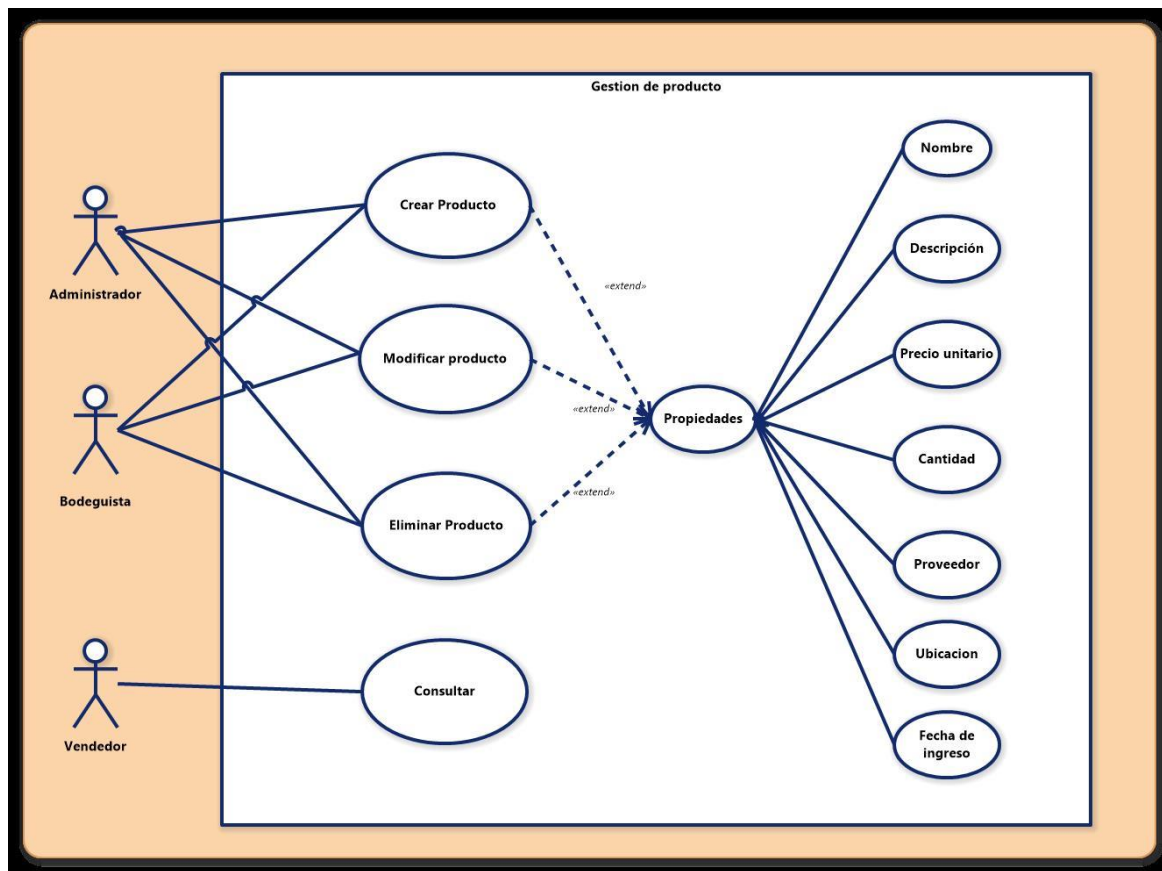 Gestion de producto
Nombre
Crear Producto
Descripción
«extend»
Administrador
Precio unitario
Modificar producto
«extend»
Propiedades
Cantidad
Bodeguista
«extend»
Eliminar Producto
Proveedor
Ubicacion
Consultar
Vendedor
Fecha de
ingreso